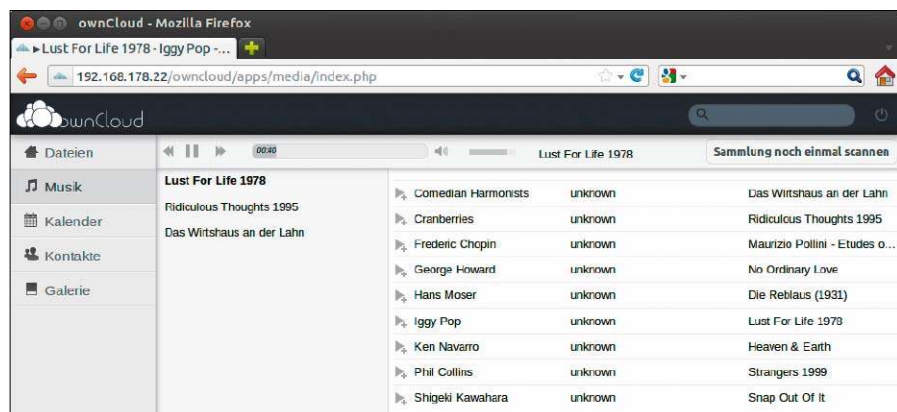 ownCloud - Mozilla Firefox
Lust For Life 1978 - Iggy Pop -...
192.168.178.22/owncloud/apps/media/index.php
ownCloud
Dateien
Musik
Kalender
Kontakte
Galerie
00:40
Lust For Life 1978
Sammlung noch einmal scannen
Lust For Life 1978
Ridiculous Thoughts 1995
Das Wirtshaus an der Lahn
Comedian Harmonists unknown Das Wirtshaus an der Lahn
Cranberries unknown Ridiculous Thoughts 1995
Frederic Chopin unknown Maurizio Pollini - Etudes o...
George Howard unknown No Ordinary Love
Hans Moser unknown Die Reblaus (1931)
Iggy Pop unknown Lust For Life 1978
Ken Navarro unknown Heaven & Earth
Phil Collins unknown Strangers 1999
Shigeki Kawahara unknown Snap Out Of It